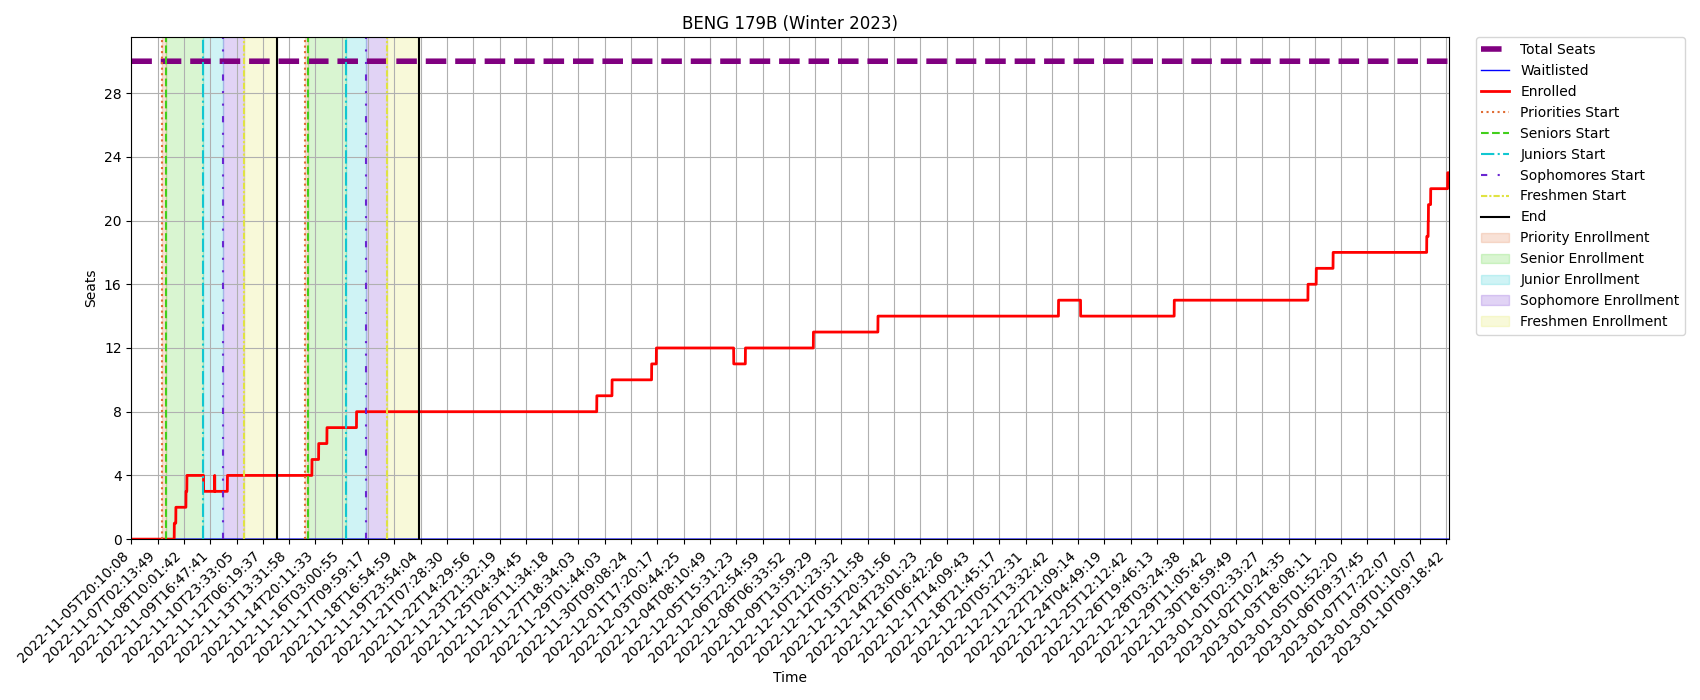 BENG 179B (Winter 2023)
Seats
28
24
20
16
12
8
4
0
2022-11-05T20:10:08
2022-11-07T02:13:49
2022-11-08T10:01:42
2022-11-09T16:47:41
2022-11-10T23:33:05
2022-11-12T06:19:37
2022-11-13T13:31:58
2022-11-14T20:11:33
2022-11-16T03:00:55
2022-11-17T09:59:17
2022-11-18T16:54:59
2022-11-19T23:54:04
2022-11-21T07:28:30
2022-11-22T14:29:56
2022-11-23T21:32:19
2022-11-25T04:34:45
2022-11-26T11:34:18
2022-11-27T18:34:03
2022-11-29T01:44:03
2022-11-30T09:08:24
2022-12-01T17:20:17
2022-12-03T00:44:25
2022-12-04T08:10:49
2022-12-05T15:31:23
2022-12-06T22:54:59
2022-12-08T06:33:52
2022-12-09T13:59:29
2022-12-10T21:23:32
2022-12-12T05:11:58
2022-12-13T20:31:56
2022-12-14T23:01:23
2022-12-16T06:42:26
2022-12-17T14:09:43
2022-12-18T21:45:17
2022-12-20T05:22:31
2022-12-21T13:32:42
2022-12-22T21:09:14
2022-12-24T04:49:19
2022-12-25T12:12:42
2022-12-26T19:46:13
2022-12-28T03:24:38
2022-12-29T11:05:42
2022-12-30T18:59:49
2023-01-01T02:33:27
2023-01-02T10:24:35
2023-01-03T18:08:11
2023-01-05T01:52:20
2023-01-06T09:37:45
2023-01-07T17:22:07
2023-01-09T01:10:07
2023-01-10T09:18:42
Time
Total Seats
Waitlisted
Enrolled
Priorities Start
Seniors Start
Juniors Start
Sophomores Start
Freshmen Start
End
Priority Enrollment
Senior Enrollment
Junior Enrollment
Sophomore Enrollment
Freshmen Enrollment